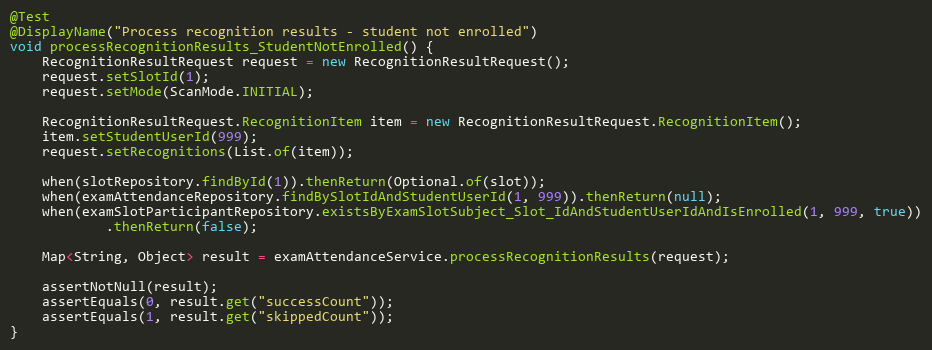 @Test
@DisplayName("Process recognition results - student not enrolled")
void processRecognitionResults_StudentNotEnrolled() {
    RecognitionResultRequest request = new RecognitionResultRequest();
    request.setSlotId(1);
    request.setMode(ScanMode.INITIAL);

    RecognitionResultRequest.RecognitionItem item = new RecognitionResultRequest.RecognitionItem();
    item.setStudentUserId(999);
    request.setRecognitions(List.of(item));

    when(slotRepository.findById(1)).thenReturn(Optional.of(slot));
    when(examAttendanceRepository.findBySlotIdAndStudentUserId(1, 999)).thenReturn(null);
    when(examSlotParticipantRepository.existsByExamSlotSubject_Slot_IdAndStudentUserIdAndIsEnrolled(1, 999, true))
            .thenReturn(false);

    Map<String, Object> result = examAttendanceService.processRecognitionResults(request);

    assertNotNull(result);
    assertEquals(0, result.get("successCount"));
    assertEquals(1, result.get("skippedCount"));
}